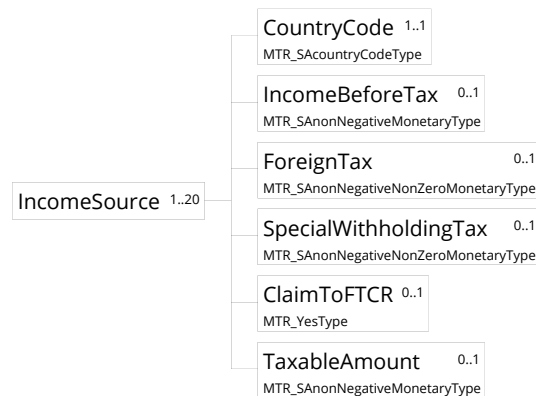 CountryCode 1..1
MTR_SAcountryCodeType
IncomeBeforeTax 0..1
MTR_SAnonNegativeMonetaryType
ForeignTax 0..1
MTR_SAnonNegativeNonZeroMonetaryType
IncomeSource 1..20
SpecialWithholdingTax 0..1
MTR_SAnonNegativeNonZeroMonetaryType
ClaimToFTCR 0..1
MTR_YesType
TaxableAmount 0..1
MTR_SAnonNegativeMonetaryType